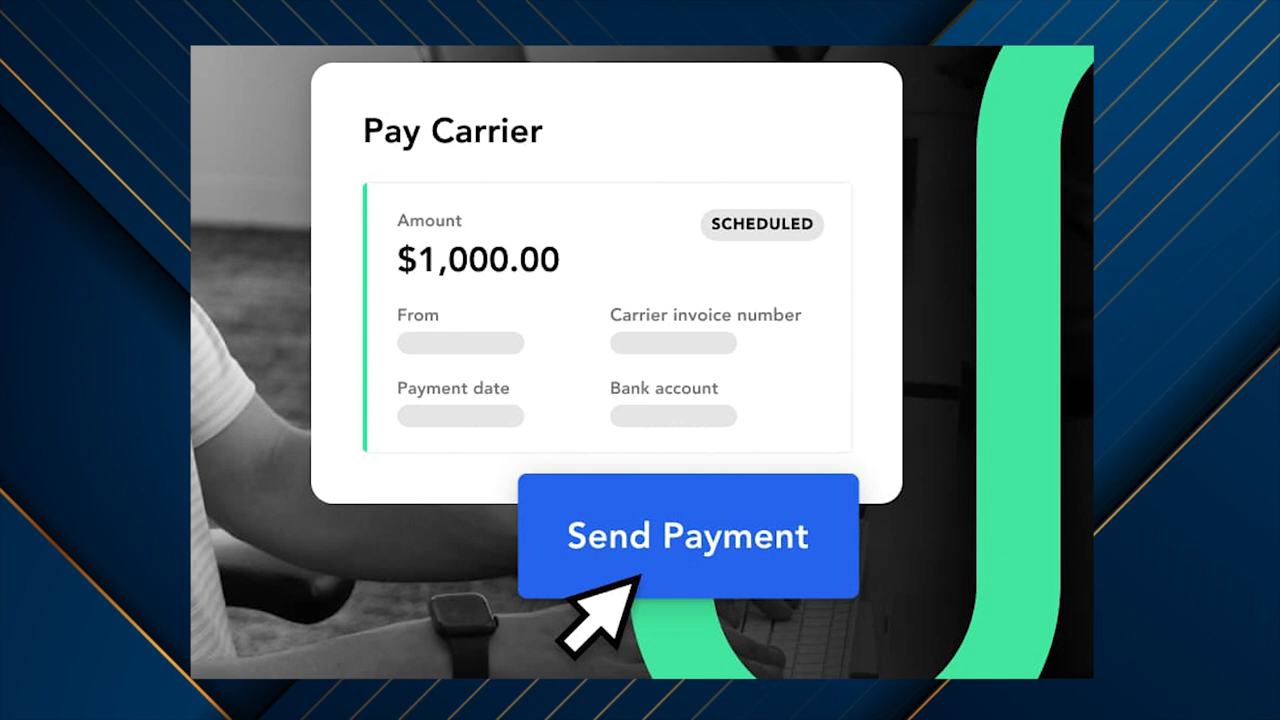 Pay Carrier
Amount
SCHEDULED
$1,000.00
From
Carrier invoice number
Payment date
Bank account
Send Payment